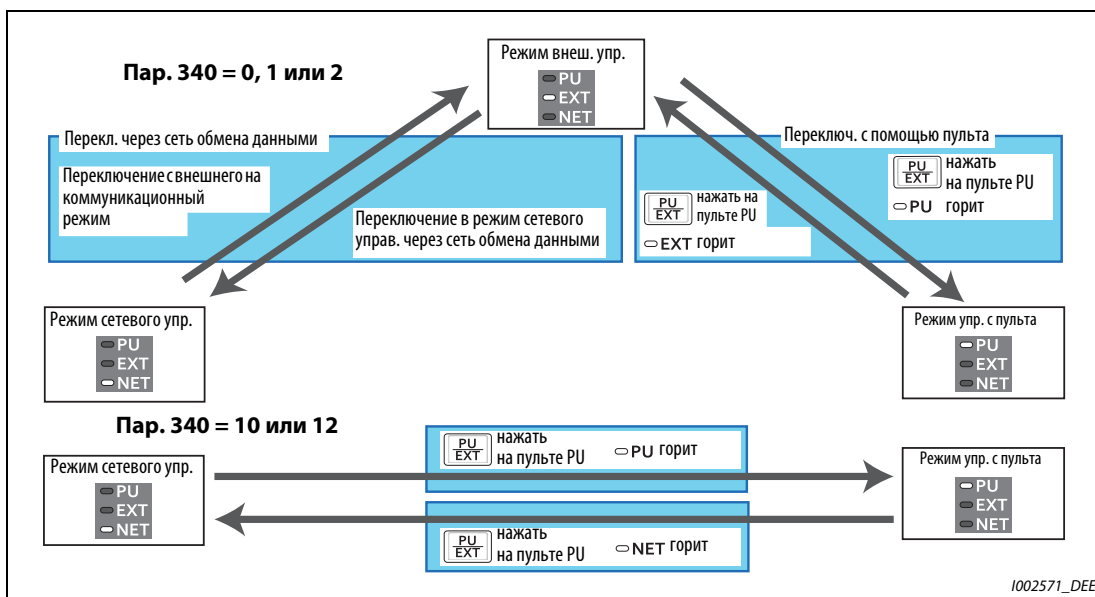 Пар. 340 = 0, 1 или 2
Режим внеш. упр.
PU
EXT
NET
Перекл. через сеть обмена данными
Переключение с внешнего на
коммуникационный
режим
Переключение в режим сетевого
управ. через сеть обмена данными
Переключ. с помощью пульта
PU
EXT
нажать
на пульте PU
PU горит
PU
EXT
нажать на
пульте PU
EXT горит
Режим сетевого упр.
PU
EXT
NET
Режим упр. с пульта
PU
EXT
NET
Пар. 340 = 10 или 12
Режим сетевого упр.
PU
EXT
NET
PU
EXT
нажать
на пульте PU
PU горит
PU
EXT
нажать
на пульте PU
NET горит
Режим упр. с пульта
PU
EXT
NET
I002571_DEE